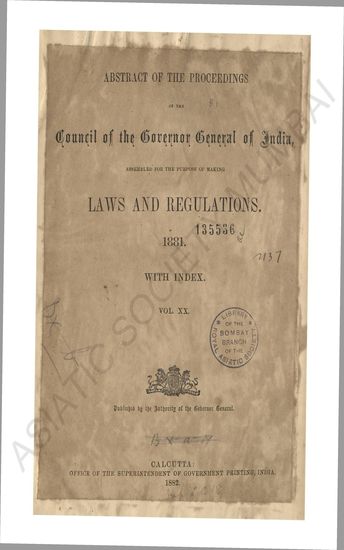 ABSTRACT OF THE PROCEEDINGS
OF THE
Council of the Governor General of India,
ASSEMBLED FOR THE PURPOSE OF MAKING
LAWS AND REGULATIONS.
135536
1881.
2137
WITH INDEX.
VOL. XX.
LIBRARY
OF THE
BOMBAY
BRANCH
OF THE
ROYAL ASIATIC SOCIETY
Published by the Authority of the Governor General.
CALCUTTA:
OFFICE OF THE SUPERINTENDENT OF GOVERNMENT PRINTING, INDIA.
1882.
ASIATIC SOCIETY MUMBAI